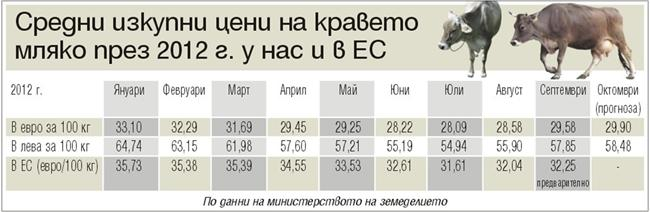 Средни изкупни цени на кравето
мляко през 2012 г. у нас и в ЕС
2012 г. Януари Февруари Март Април Май Юни Юли Август Септември Октомври
(прогноза)
В евро за 100 кг 33,10 32,29 31,69 29,45 29,25 28,22 28,09 28,58 29,58 29,90
В лева за 100 кг 64,74 63,15 61,98 57,60 57,21 55,19 54,94 55,90 57,85 58,48
В ЕС (евро/100 кг) 35,73 35,38 35,39 34,55 33,53 32,61 31,61 32,04 32,25 -
предварително
По данни на министерството на земеделието